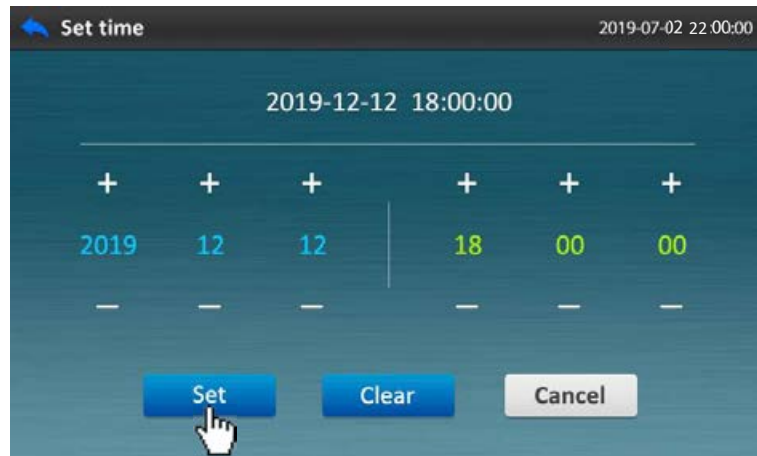 Set time 2019-07-02 22:00:00
2019-12-12 18:00:00
+ + + + + +
2019 12 12 18 00 00
— — — — — —
Set Clear Cancel